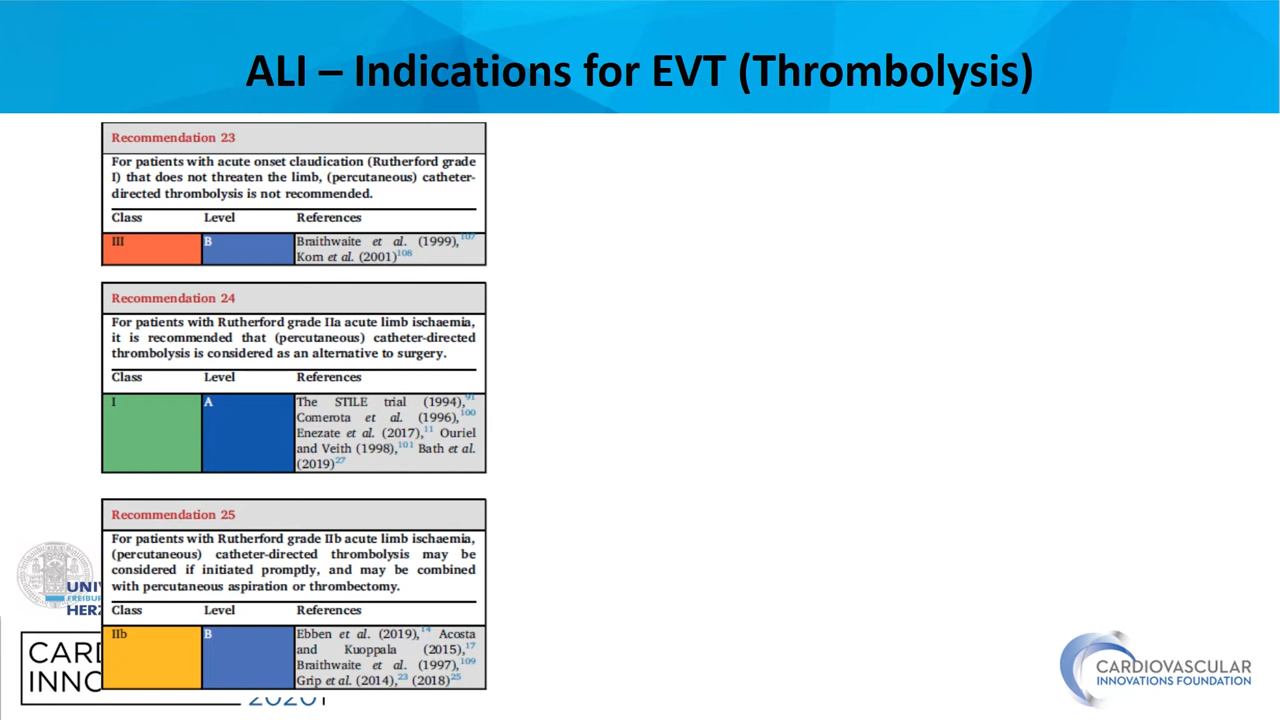 ALI – Indications for EVT (Thrombolysis)
Recommendation 23
For patients with acute onset claudication (Rutherford grade
I) that does not threaten the limb, (percutaneous) catheter-
directed thrombolysis is not recommended.
Class Level References
III B Braithwaite et al. (1999),107
Korn et al. (2001)108
Recommendation 24
For patients with Rutherford grade IIa acute limb ischaemia,
it is recommended that (percutaneous) catheter-directed
thrombolysis is considered as an alternative to surgery.
Class Level References
I A The STILE trial (1994),91
Comerota et al. (1996),100
Enezate et al. (2017),11 Ouriel
and Veith (1998),101 Bath et al.
(2019)27
Recommendation 25
For patients with Rutherford grade IIb acute limb ischaemia,
(percutaneous) catheter-directed thrombolysis may be
considered if initiated promptly, and may be combined
with percutaneous aspiration or thrombectomy.
Class Level References
IIb B Ebben et al. (2019),14 Acosta
and Kuoppala (2015),17
Braithwaite et al. (1997),109
Grip et al. (2014),23 (2018)25
UNIV
FREIBUR
HERZ
CARD
INNO
CARDIOVASCULAR
INNOVATIONS FOUNDATION